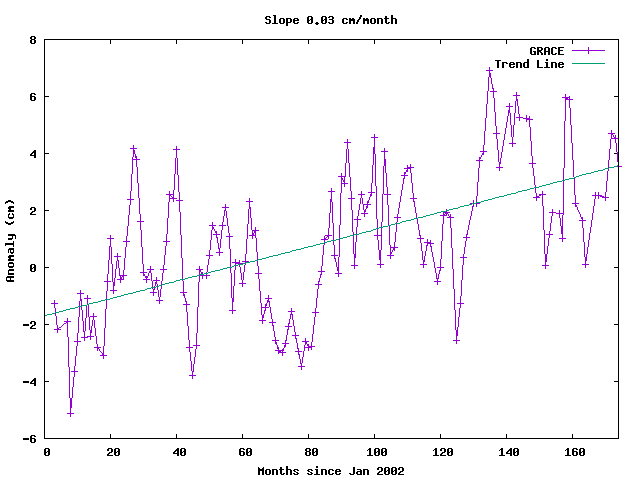 Slope 0.03 cm/month
GRACE
Trend Line
8
6
4
2
0
-2
-4
-6
Anomaly (cm)
0 20 40 60 80 100 120 140 160
Months since Jan 2002